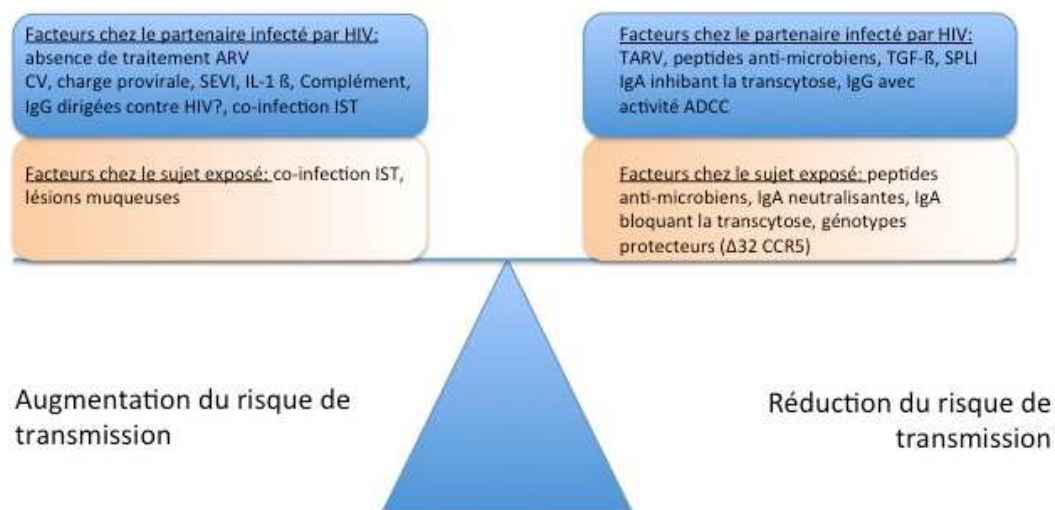 Facteurs chez le partenaire infecté par HIV:
absence de traitement ARV
CV, charge provirale, SEVI, IL-1 ß, Complément,
IgG dirigées contre HIV?, co-infection IST
Facteurs chez le sujet exposé: co-infection IST,
lésions muqueuses
Facteurs chez le partenaire infecté par HIV:
TARV, peptides anti-microbiens, TGF-ß, SPLI
IgA inhibant la transcytose, IgG avec
activité ADCC
Facteurs chez le sujet exposé: peptides
anti-microbiens, IgA neutralisantes, IgA
bloquant la transcytose, génotypes
protecteurs (Δ32 CCR5)
Augmentation du risque de
transmission
Réduction du risque de
transmission